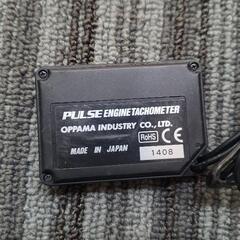 PULSE ENGINE TACHOMETER
OPPAMA INDUSTRY CO., LTD.
RoHS CE
MADE IN JAPAN
1408